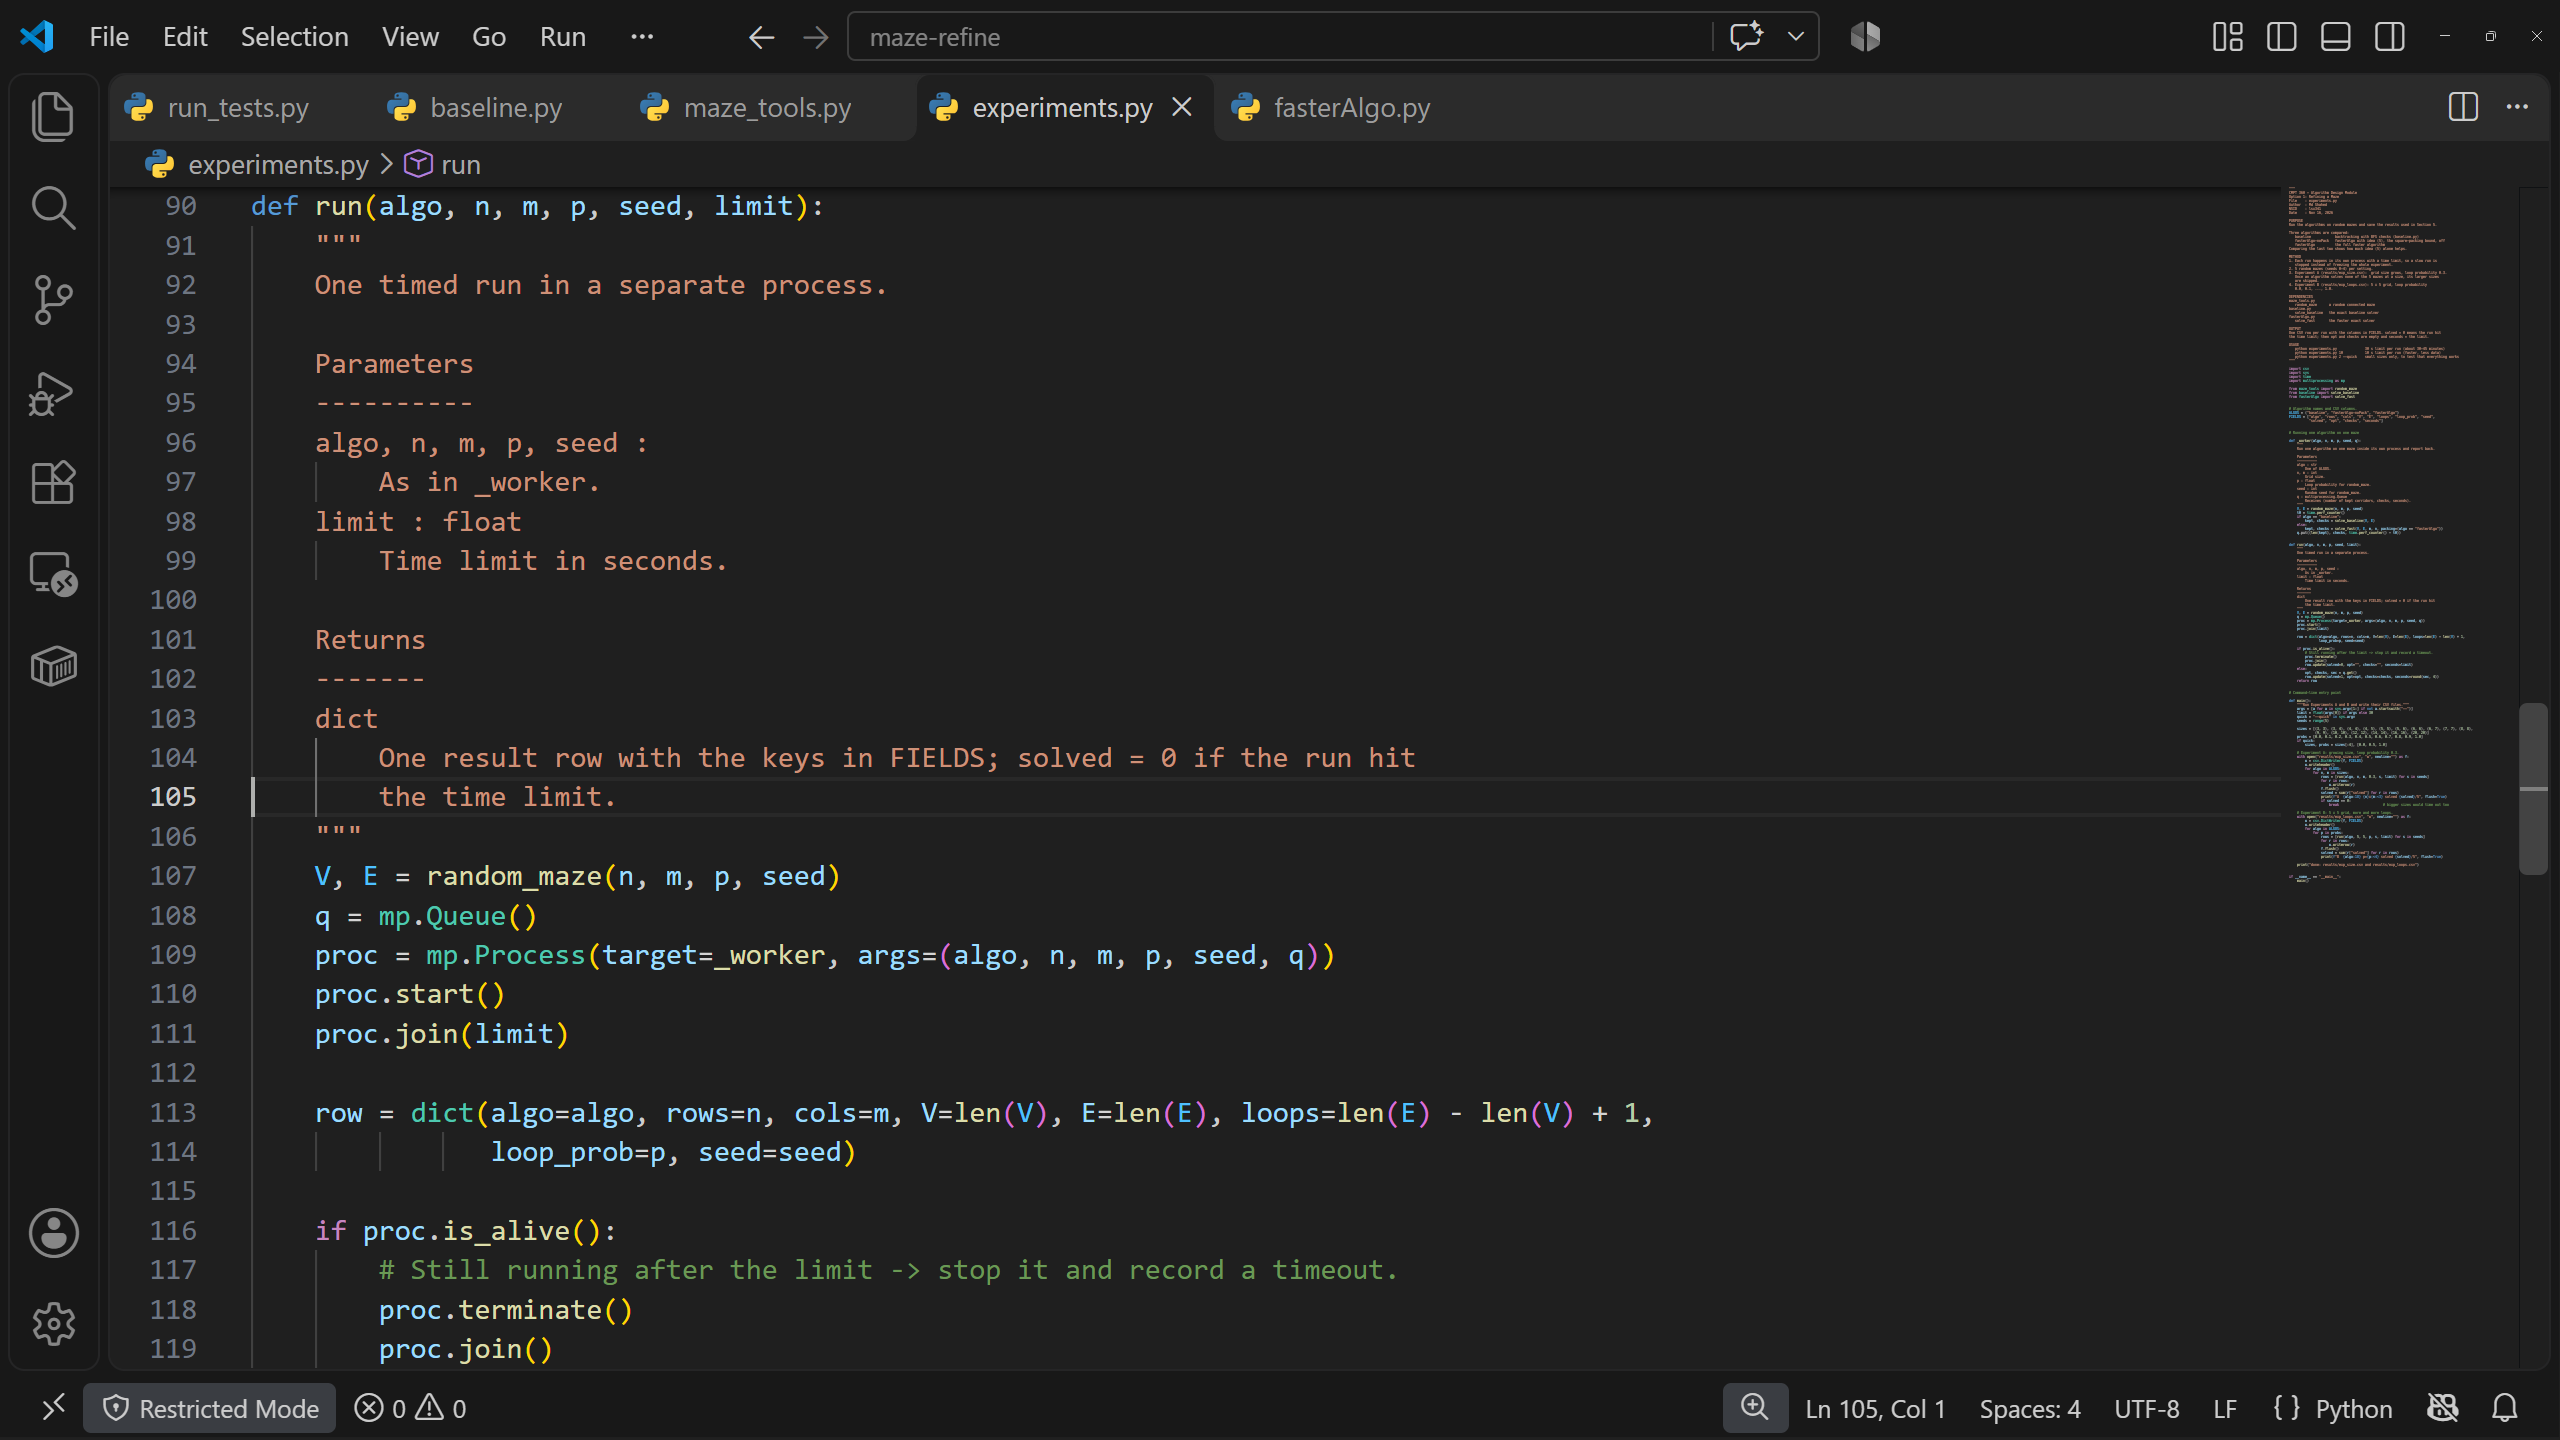 File Edit Selection View Go Run ··· maze-refine
run_tests.py baseline.py maze_tools.py experiments.py fasterAlgo.py
experiments.py > run
90 def run(algo, n, m, p, seed, limit):
91     """
92     One timed run in a separate process.
93
94     Parameters
95     ----------
96     algo, n, m, p, seed :
97         As in _worker.
98     limit : float
99         Time limit in seconds.
100
101     Returns
102     -------
103     dict
104         One result row with the keys in FIELDS; solved = 0 if the run hit
105         the time limit.
106     """
107     V, E = random_maze(n, m, p, seed)
108     q = mp.Queue()
109     proc = mp.Process(target=_worker, args=(algo, n, m, p, seed, q))
110     proc.start()
111     proc.join(limit)
112
113     row = dict(algo=algo, rows=n, cols=m, V=len(V), E=len(E), loops=len(E) - len(V) + 1,
114                loop_prob=p, seed=seed)
115
116     if proc.is_alive():
117         # Still running after the limit -> stop it and record a timeout.
118         proc.terminate()
119         proc.join()
Restricted Mode 0 0 Ln 105, Col 1 Spaces: 4 UTF-8 LF { } Python